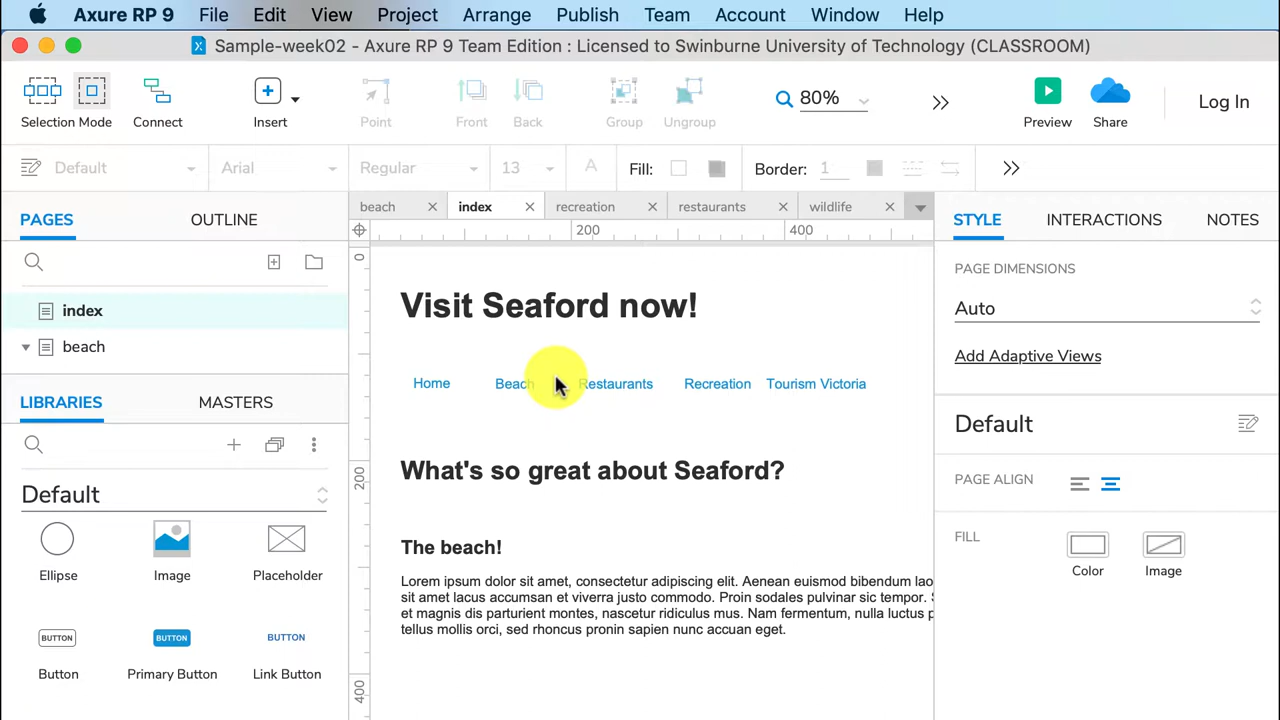 Axure RP 9 File Edit View Project Arrange Publish Team Account Window Help
Sample-week02 - Axure RP 9 Team Edition : Licensed to Swinburne University of Technology (CLASSROOM)
Selection Mode Connect Insert Point Front Back Group Ungroup 80% Preview Share Log In
Default Arial Regular 13 A Fill: Border: 1
PAGES OUTLINE
beach index recreation restaurants wildlife
STYLE INTERACTIONS NOTES
0 200 400
index
beach
LIBRARIES MASTERS
Default
Ellipse Image Placeholder
BUTTON BUTTON BUTTON
Button Primary Button Link Button
0
200
400
Visit Seaford now!
Home Beach Restaurants Recreation Tourism Victoria
What's so great about Seaford?
The beach!
Lorem ipsum dolor sit amet, consectetur adipiscing elit. Aenean euismod bibendum lao
sit amet lacus accumsan et viverra justo commodo. Proin sodales pulvinar sic tempor.
et magnis dis parturient montes, nascetur ridiculus mus. Nam fermentum, nulla luctus p
tellus mollis orci, sed rhoncus pronin sapien nunc accuan eget.
PAGE DIMENSIONS
Auto
Add Adaptive Views
Default
PAGE ALIGN
FILL
Color Image